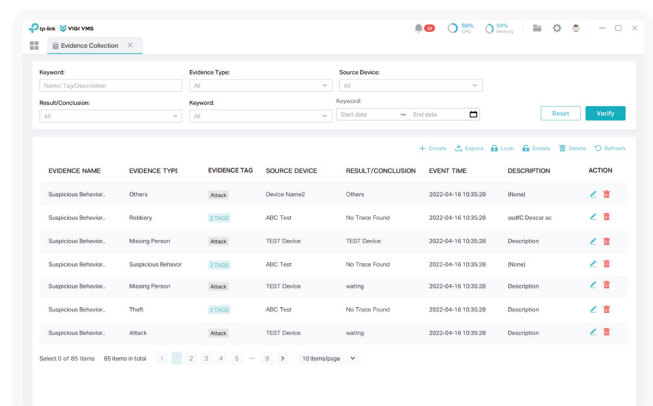 tp-link VIGI VMS
26 59% CPU 59% Memory
Evidence Collection
Keyword: Evidence Type: Source Device:
Name/ Tag/Description All All
Result/Conclusion: Keyword: Keyword:
All All Start data ~ End data Reset Verify
Create Expore Lock Enable Delete Refrach
EVIDENCE NAME EVIDENCE TYPE EVIDENCE TAG SOURCE DEVICE RESULT/CONCLUSION EVENT TIME DESCRIPTION ACTION
Suspicious Behavior.. Others Attack Device Name2 Others 2022-04-16 10:35:28 (None)
Suspicious Behavior.. Robbery 2 TAGS ABC Test No Trace Found 2022-04-16 10:35:28 asdfC Descsr ac
Suspicious Behavior.. Missing Person Attack TEST Device TEST Device 2022-04-16 10:35:28 Description
Suspicious Behavior.. Suspicious Behavor 2 TAGS ABC Test No Trace Found 2022-04-16 10:35:28 (None)
Suspicious Behavior.. Missing Person Attack TEST Device wating 2022-04-16 10:35:28 Description
Suspicious Behavior.. Theft 2 TAGS ABC Test No Trace Found 2022-04-16 10:35:28 Description
Suspicious Behavior.. Attack Attack TEST Device wating 2022-04-16 10:35:28 Description
Select 0 of 85 items 85 items in total < 1 2 3 4 5 ··· 9 > 10 Items/page